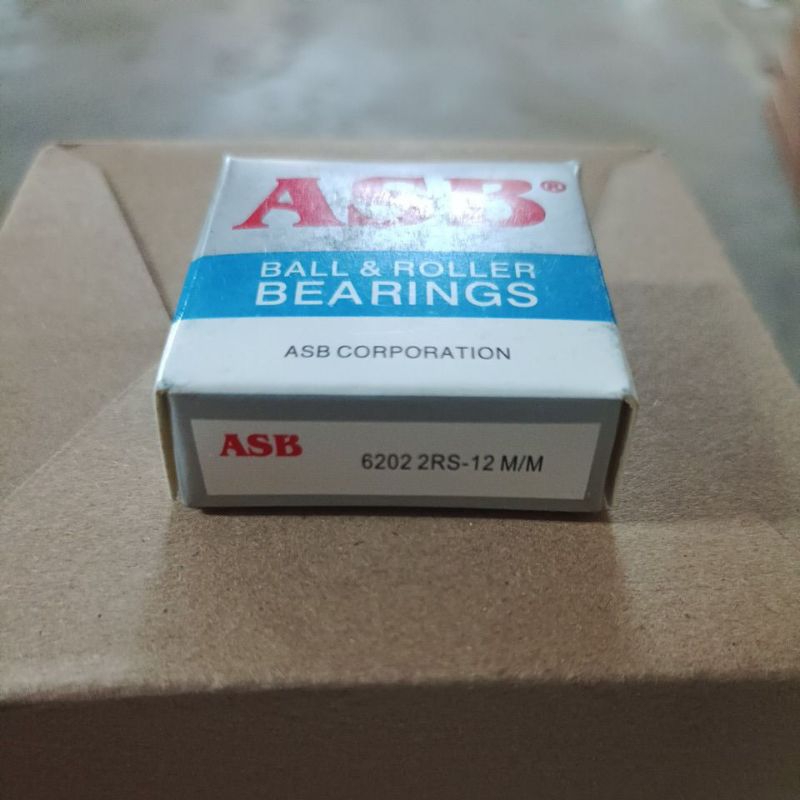 ASB®
BALL & ROLLER
BEARINGS
ASB CORPORATION
ASB 6202 2RS-12 M/M